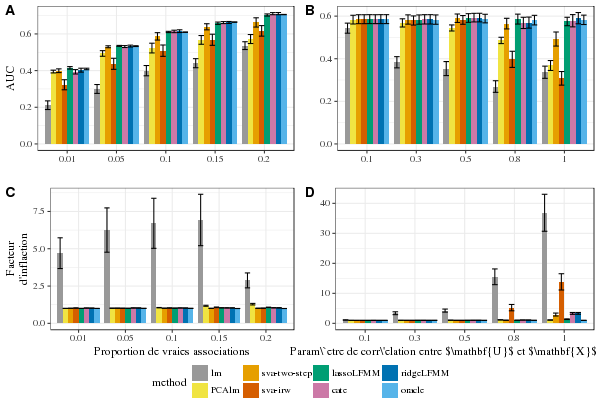 A
B
AUC
0.6
0.4
0.2
0.0
0.01
0.05
0.1
0.15
0.2
0.6
0.4
0.2
0.0
0.1
0.3
0.5
0.8
1
C
D
Facteur
d'inflaction
7.5
5.0
2.5
0.0
0.01
0.05
0.1
0.15
0.2
40
30
20
10
0
0.1
0.3
0.5
0.8
1
Proportion de vraies associations
Param\`etre de corr\'elation entre $\mathbf{U}$ et $\mathbf{X}$
method
lm
sva-two-step
lassoLFMM
ridgeLFMM
PCAlm
sva-irw
cate
oracle